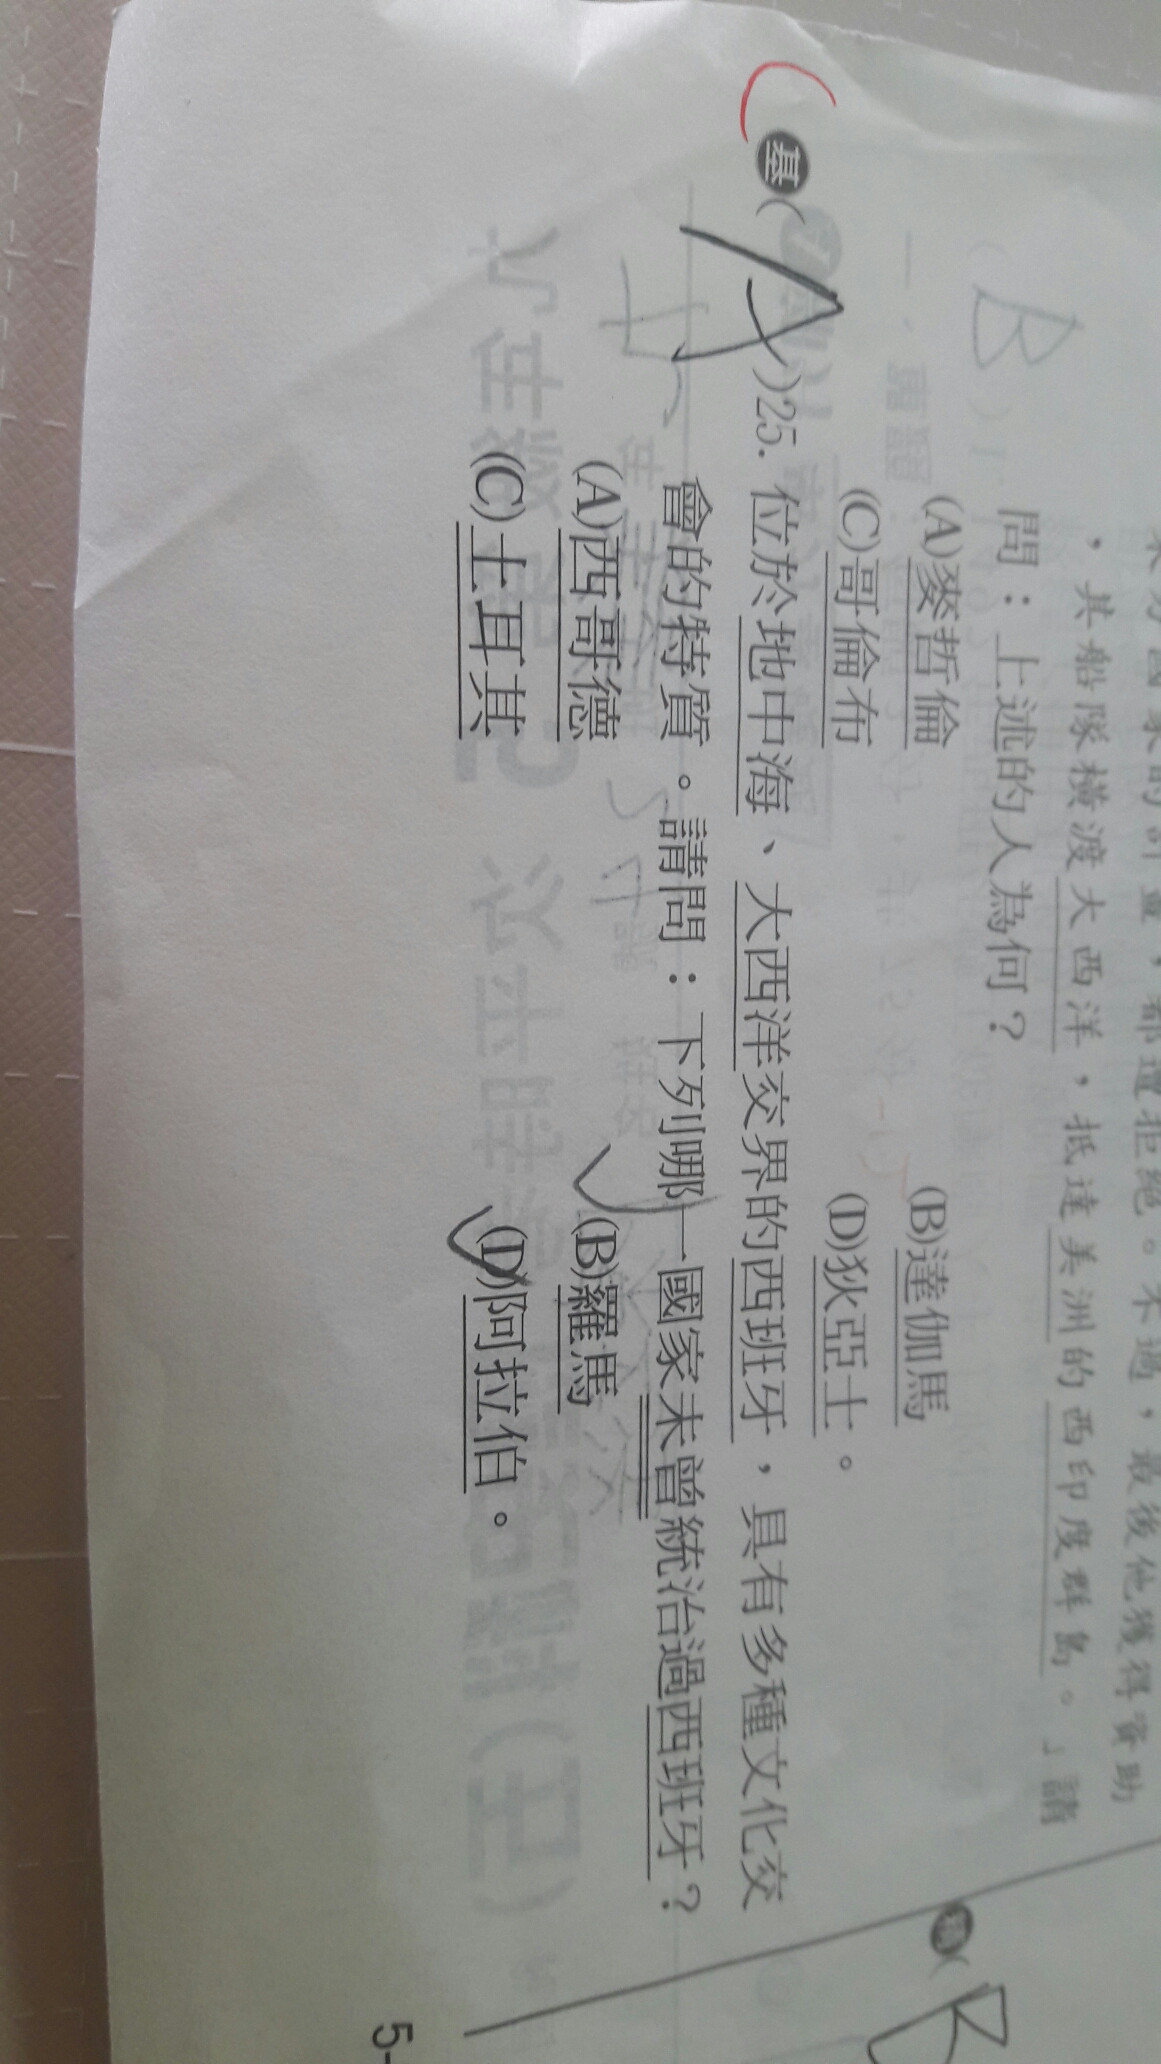 ，其船隊橫渡大西洋，抵達美洲的西印度群島。」請
問：上述的人為何？
(A)麥哲倫 (B)達伽馬
(C)哥倫布 (D)狄亞士。
基( A )25. 位於地中海、大西洋交界的西班牙，具有多種文化交
會的特質。請問：下列哪一國家未曾統治過西班牙？
(A)西哥德 (B)羅馬
(C)土耳其 (D)阿拉伯。
B
B
5-